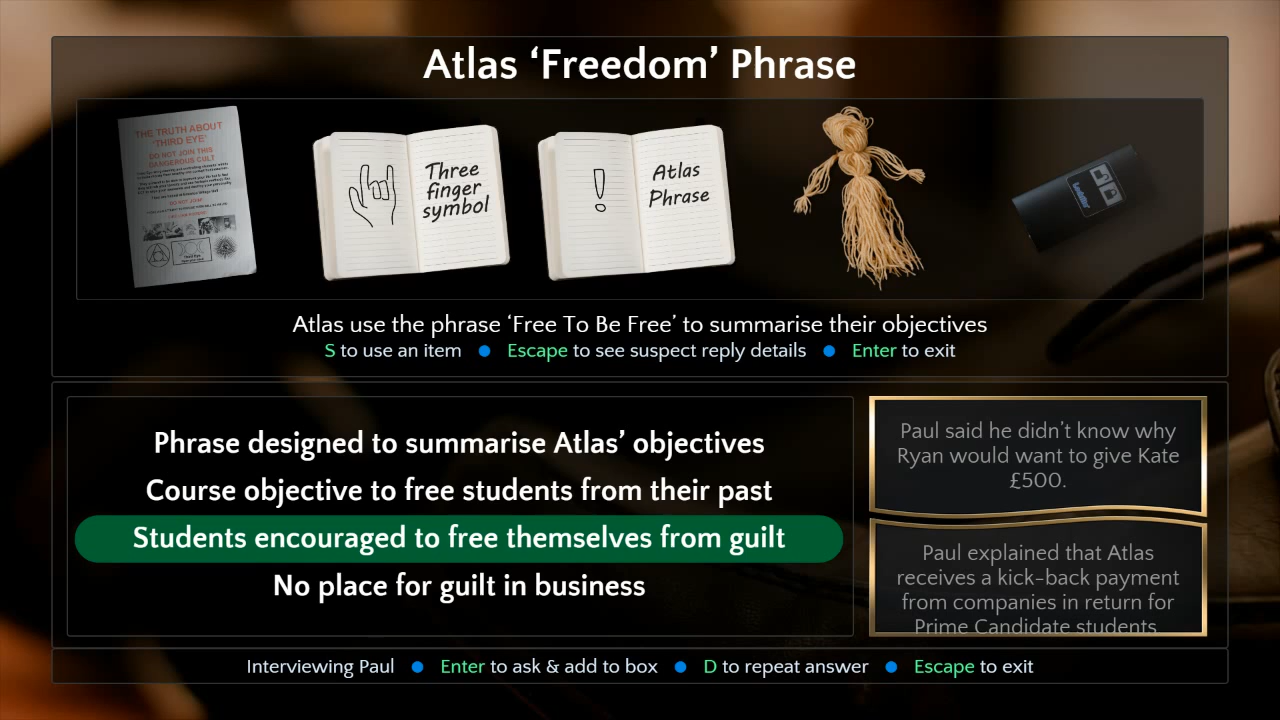 Atlas ‘Freedom’ Phrase
THE TRUTH ABOUT
‘THIRD EYE’
DO NOT JOIN THIS
DANGEROUS CULT
Three
finger
symbol
Atlas
Phrase
Atlas use the phrase ‘Free To Be Free’ to summarise their objectives
S to use an item ● Escape to see suspect reply details ● Enter to exit
Phrase designed to summarise Atlas’ objectives
Course objective to free students from their past
Students encouraged to free themselves from guilt
No place for guilt in business
Paul said he didn’t know why
Ryan would want to give Kate
£500.
Paul explained that Atlas
receives a kick-back payment
from companies in return for
Prime Candidate students
Interviewing Paul ● Enter to ask & add to box ● D to repeat answer ● Escape to exit